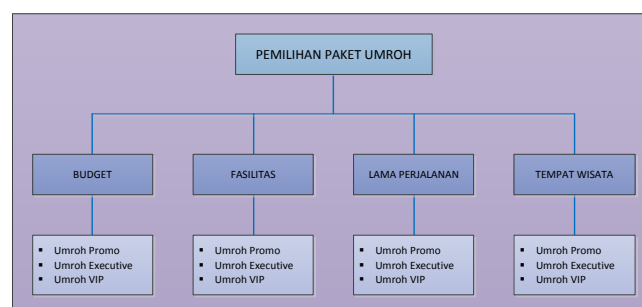 PEMILIHAN PAKET UMROH
BUDGET
FASILITAS
LAMA PERJALANAN
TEMPAT WISATA
▪ Umroh Promo
▪ Umroh Executive
▪ Umroh VIP
▪ Umroh Promo
▪ Umroh Executive
▪ Umroh VIP
▪ Umroh Promo
▪ Umroh Executive
▪ Umroh VIP
▪ Umroh Promo
▪ Umroh Executive
▪ Umroh VIP